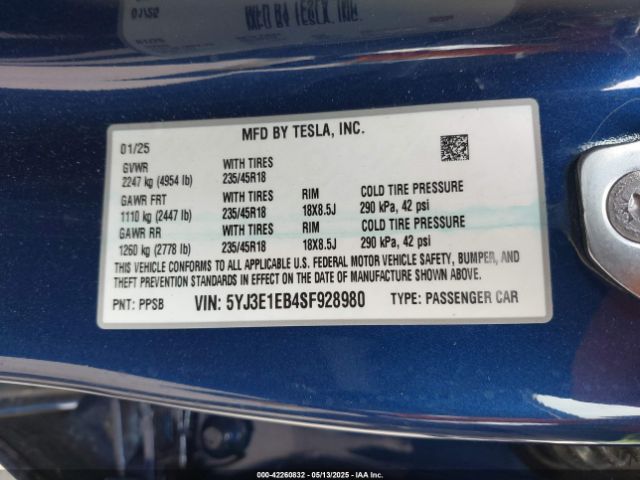 MFD BY TESLA, INC.
01/25
GVWR WITH TIRES
2247 kg (4954 lb) 235/45R18
GAWR FRT WITH TIRES RIM COLD TIRE PRESSURE
1110 kg (2447 lb) 235/45R18 18X8.5J 290 kPa, 42 psi
GAWR RR WITH TIRES RIM COLD TIRE PRESSURE
1260 kg (2778 lb) 235/45R18 18X8.5J 290 kPa, 42 psi
THIS VEHICLE CONFORMS TO ALL APPLICABLE U.S. FEDERAL MOTOR VEHICLE SAFETY, BUMPER, AND
THEFT PREVENTION STANDARDS IN EFFECT ON THE DATE OF MANUFACTURE SHOWN ABOVE.
PNT: PPSB VIN: 5YJ3E1EB4SF928980 TYPE: PASSENGER CAR
000-42260832 - 05/13/2025 - IAAI.COM